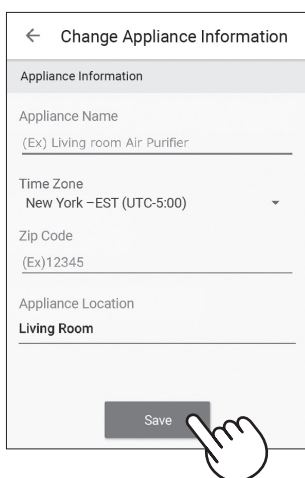 ← Change Appliance Information
Appliance Information
Appliance Name
(Ex) Living room Air Purifier
Time Zone
New York –EST (UTC-5:00)
Zip Code
(Ex)12345
Appliance Location
Living Room
Save